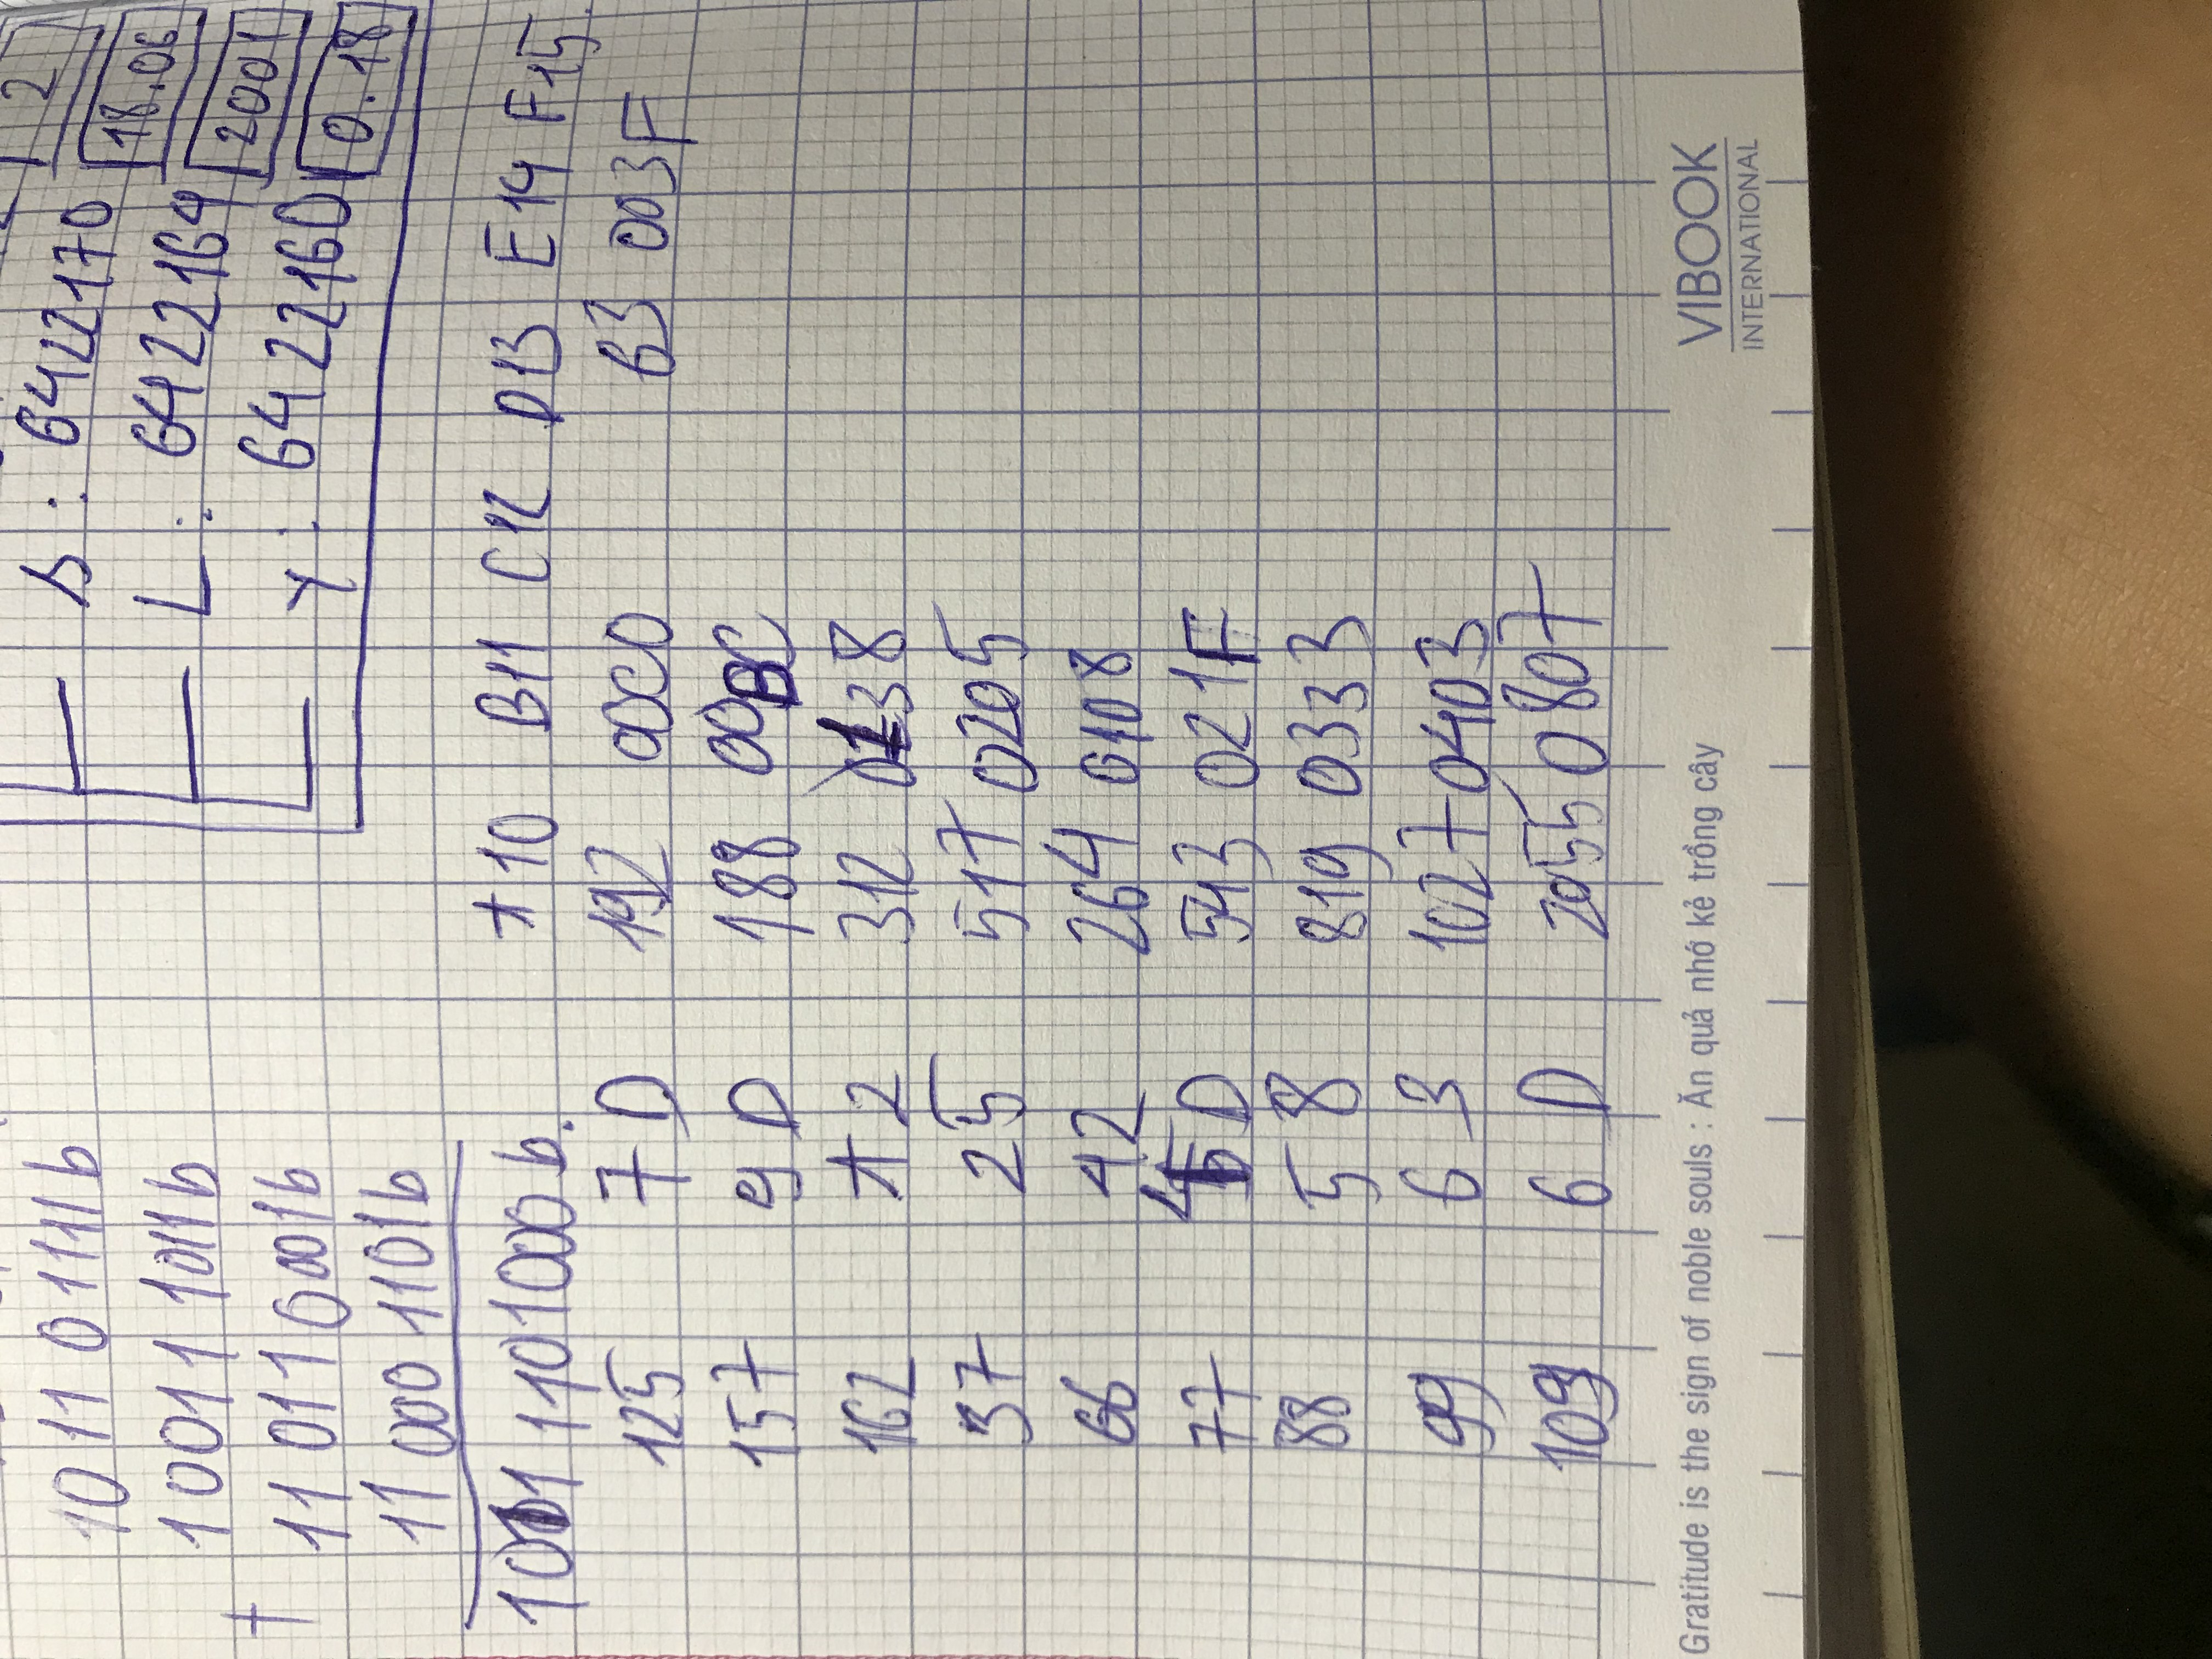 10 11 01111b
10011 1011b
+
11 011 0001b
11 000 1101b
1011 1101000b.
2
S : 6422170
18.06
L : 6422164
2001
Y : 6422160
0.18
A10 B11 C12 D13 E14 F15.
125 7D 192 00C0 63 003F
157 9D 188 00BC
162 A2 312 0138
37 25 517 0205
66 42 264 0108
77 4D 543 021F
88 58 819 0333
99 63 1027 0403
109 6D 2055 0807
Gratitude is the sign of noble souls : Ăn quả nhớ kẻ trồng cây
VIBOOK
INTERNATIONAL